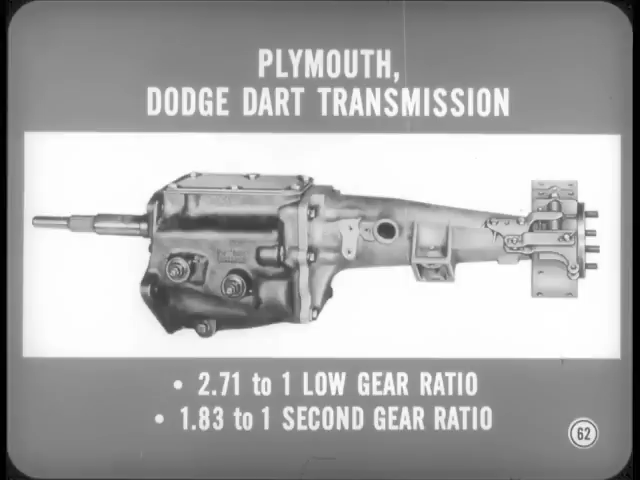 PLYMOUTH,
DODGE DART TRANSMISSION
• 2.71 to 1 LOW GEAR RATIO
• 1.83 to 1 SECOND GEAR RATIO
62